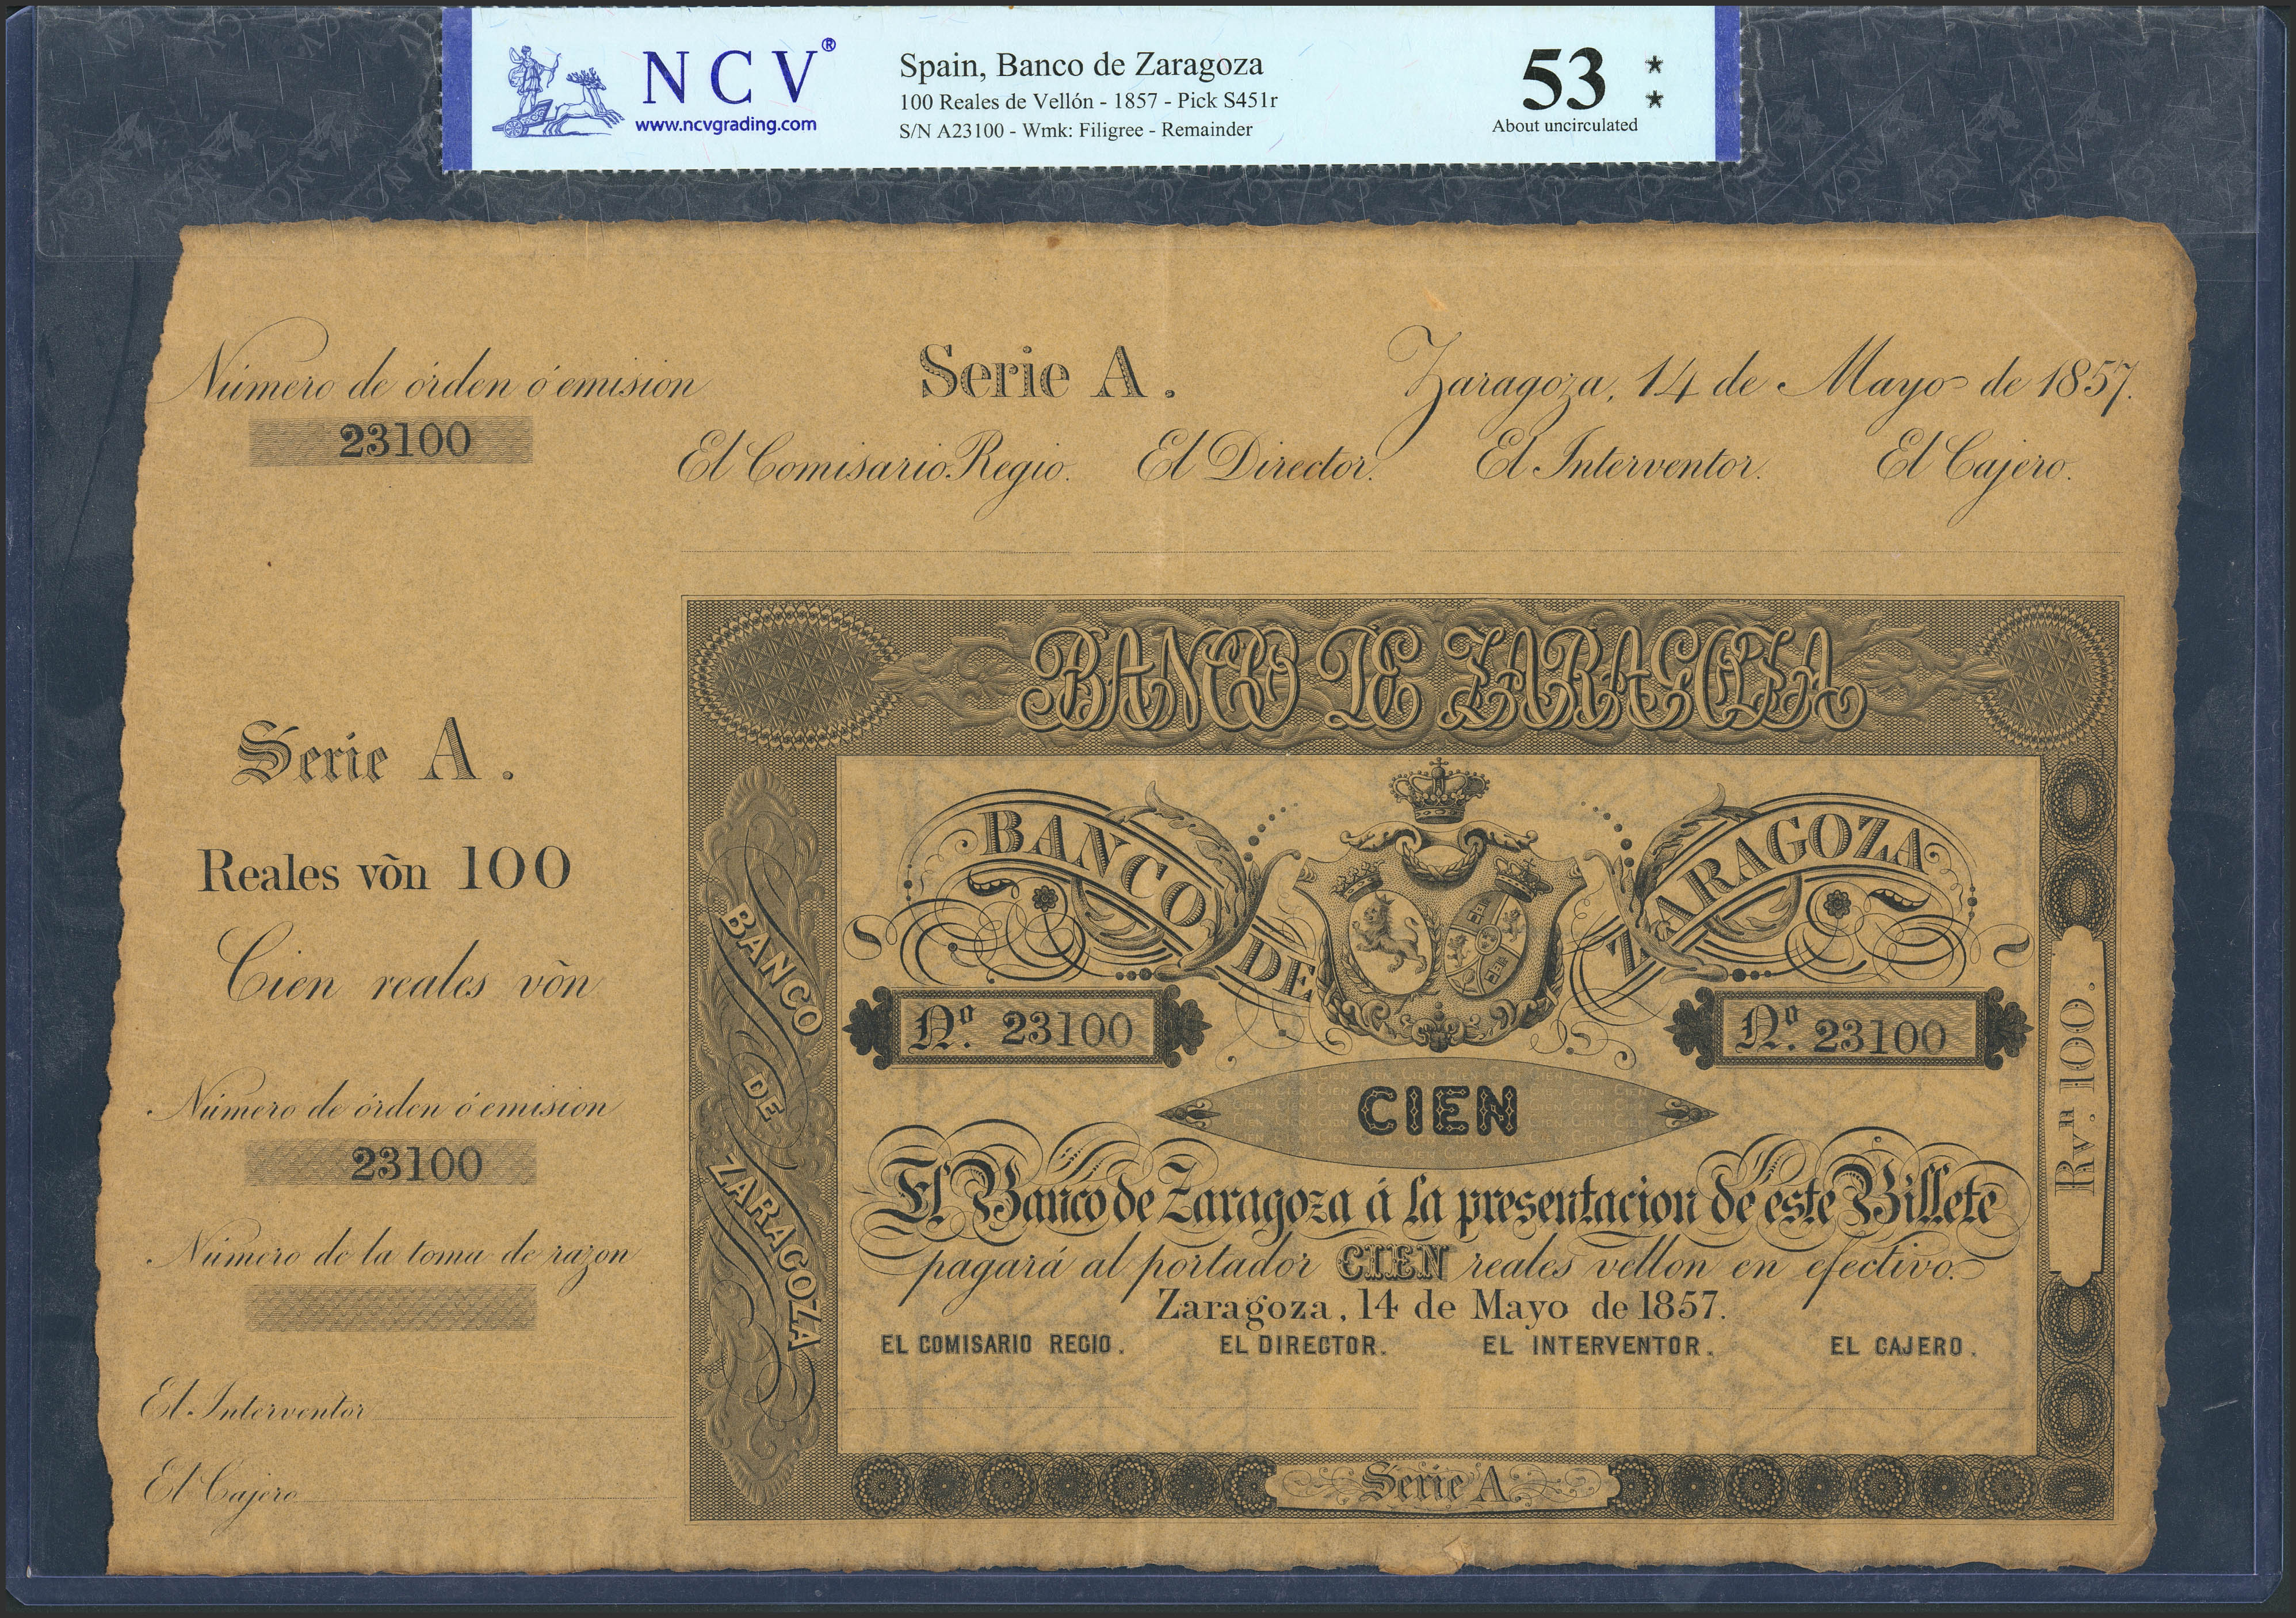 NCV®
www.ncvgrading.com
Spain, Banco de Zaragoza
100 Reales de Vellón - 1857 - Pick S451r
S/N A23100 - Wmk: Filigree - Remainder
53 ★ ★
About uncirculated
Número de órden ó emision
23100
Serie A.
Zaragoza, 14 de Mayo de 1857.
El Comisario Regio. El Director. El Interventor. El Cajero.
Serie A.
Reales võn 100
Cien reales võn
Número de órden ó emision
23100
Número de la toma de razon
El Interventor
El Cajero
BANCO DE ZARAGOZA
BANCO DE ZARAGOZA
BANCO DE ZARAGOZA
Nº. 23100
Nº. 23100
CIEN
El Banco de Zaragoza á la presentacion de este Billete
pagará al portador CIEN reales vellon en efectivo.
Zaragoza, 14 de Mayo de 1857.
EL COMISARIO REGIO. EL DIRECTOR. EL INTERVENTOR. EL CAJERO.
Rvn. 100.
Serie A.